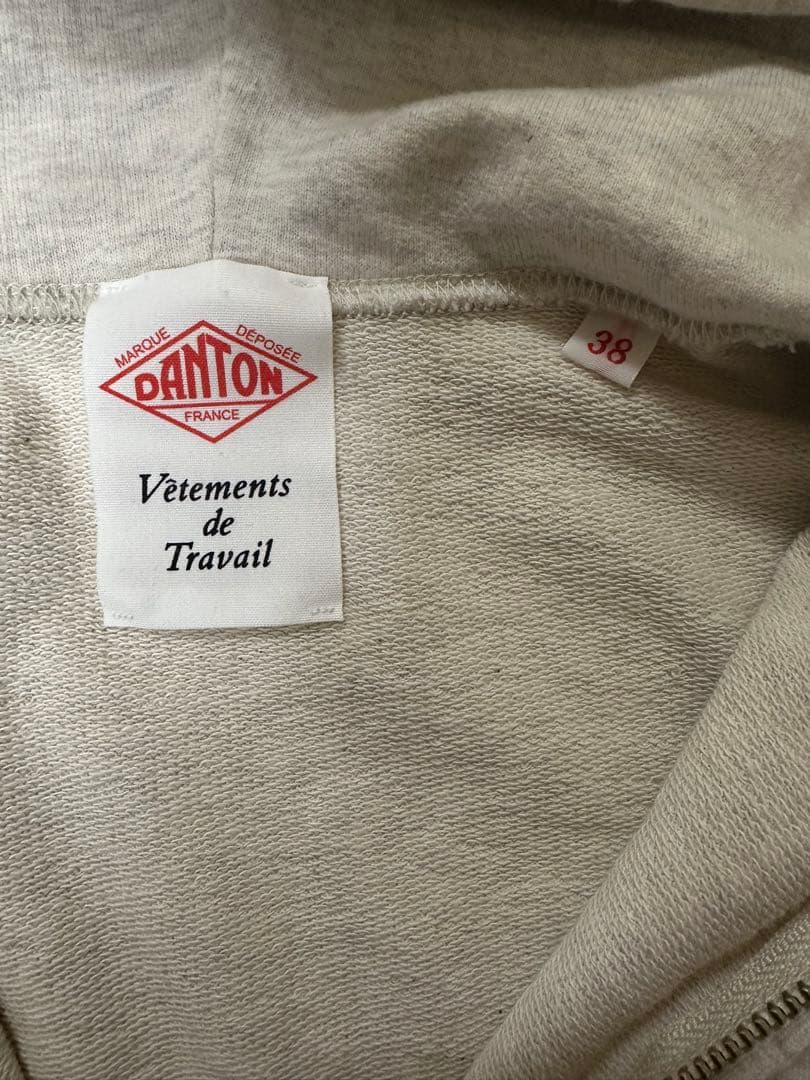 MARQUE DÉPOSÉE
DANTON
FRANCE
Vêtements
de
Travail
38